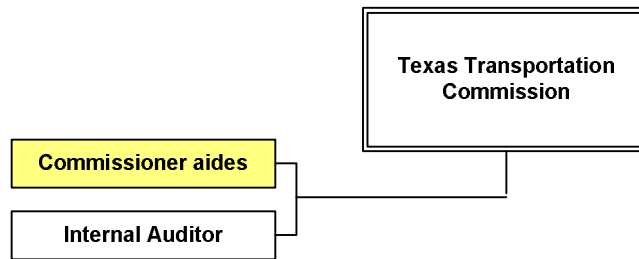 Texas Transportation
Commission
Commissioner aides
Internal Auditor